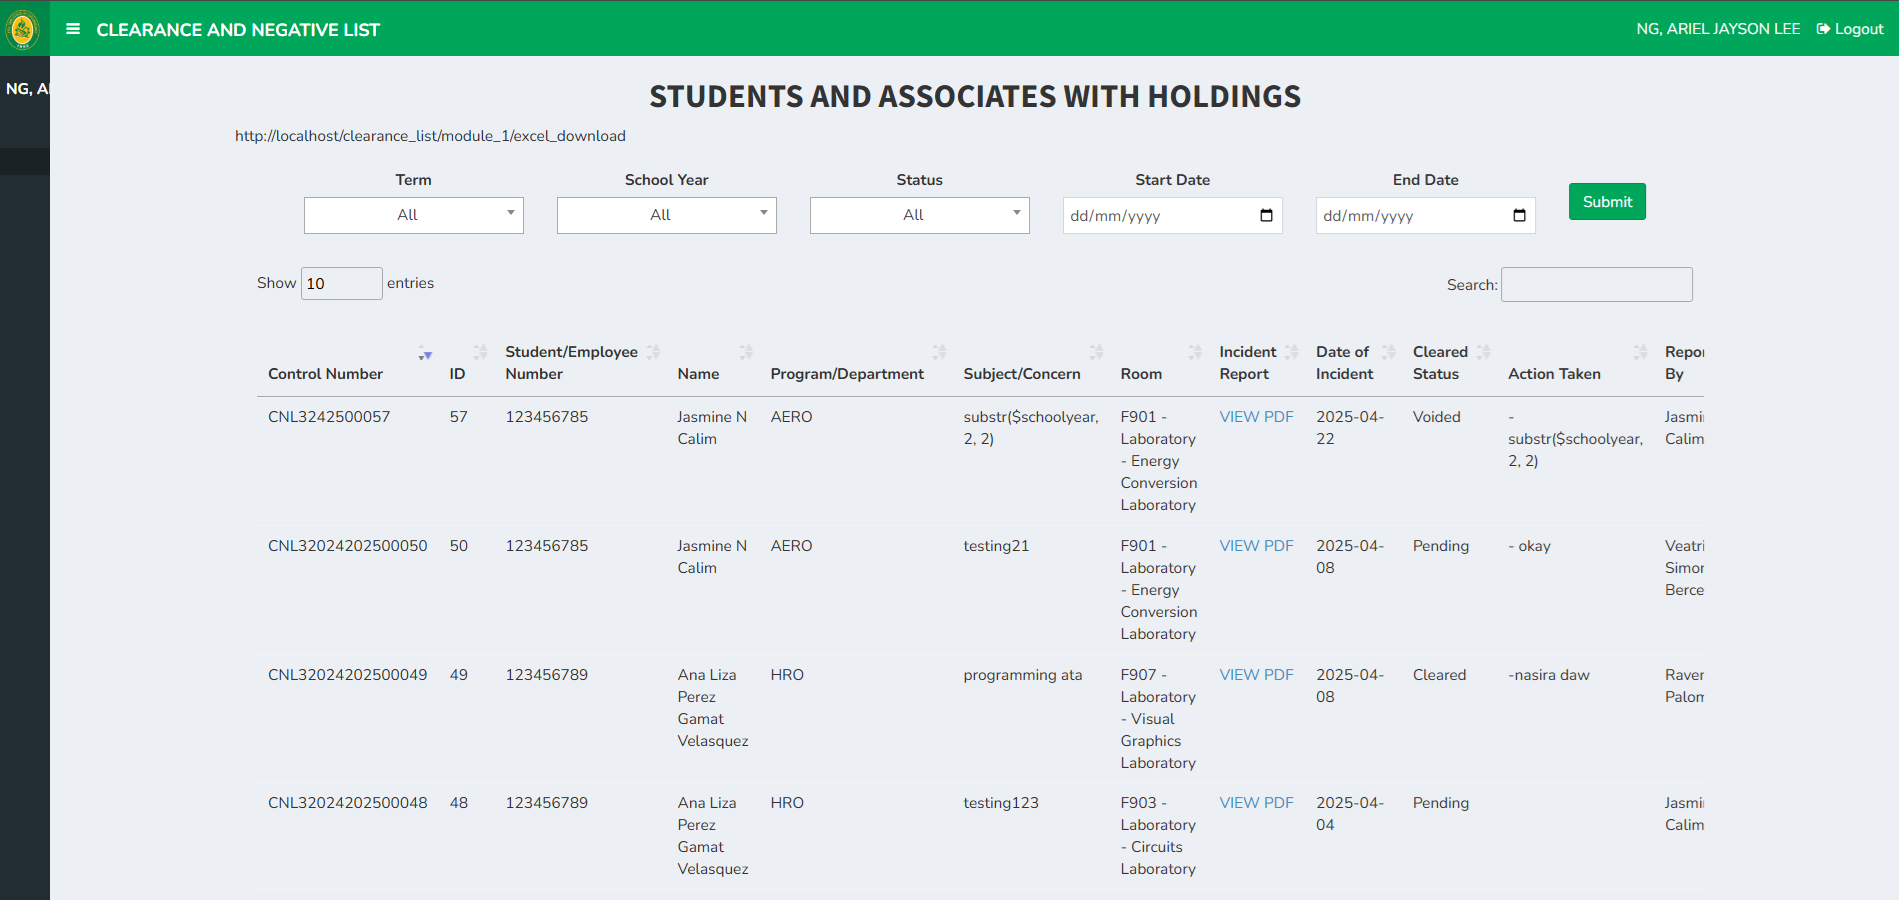 CLEARANCE AND NEGATIVE LIST
NG, ARIEL JAYSON LEE Logout
NG, A
STUDENTS AND ASSOCIATES WITH HOLDINGS
http://localhost/clearance_list/module_1/excel_download
Term School Year Status Start Date End Date
All All All dd/mm/yyyy dd/mm/yyyy Submit
Show 10 entries
Search:
Student/Employee Incident Date of Cleared Repor
Control Number ID Number Name Program/Department Subject/Concern Room Report Incident Status Action Taken By
CNL3242500057 57 123456785 Jasmine N AERO substr($schoolyear, F901 - VIEW PDF 2025-04- Voided - Jasmi
Calim 2, 2) Laboratory 22 substr($schoolyear, Calim
- Energy 2, 2)
Conversion
Laboratory
CNL32024202500050 50 123456785 Jasmine N AERO testing21 F901 - VIEW PDF 2025-04- Pending - okay Veatri
Calim Laboratory 08 Simor
- Energy Berce
Conversion
Laboratory
CNL32024202500049 49 123456789 Ana Liza HRO programming ata F907 - VIEW PDF 2025-04- Cleared -nasira daw Raver
Perez Laboratory 08 Palom
Gamat - Visual
Velasquez Graphics
Laboratory
CNL32024202500048 48 123456789 Ana Liza HRO testing123 F903 - VIEW PDF 2025-04- Pending Jasmi
Perez Laboratory 04 Calim
Gamat - Circuits
Velasquez Laboratory